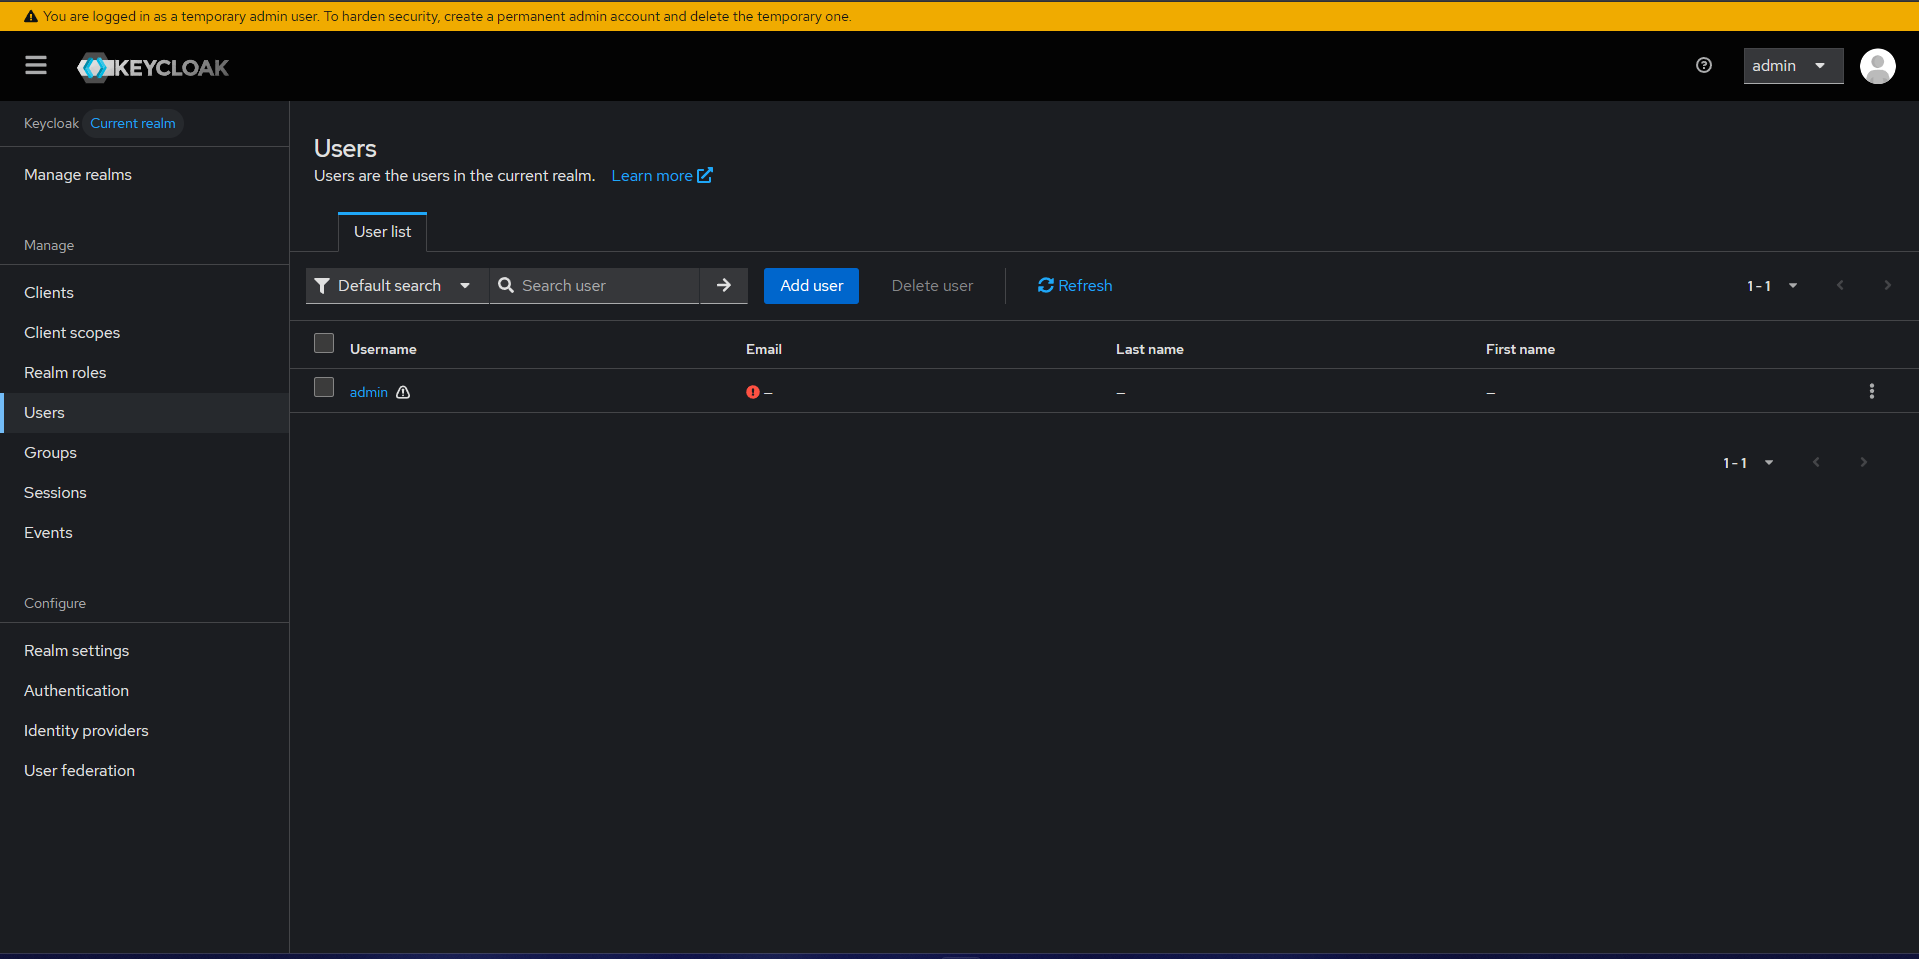 You are logged in as a temporary admin user. To harden security, create a permanent admin account and delete the temporary one.
KEYCLOAK
admin
Keycloak Current realm
Manage realms
Manage
Clients
Client scopes
Realm roles
Users
Groups
Sessions
Events
Configure
Realm settings
Authentication
Identity providers
User federation
Users
Users are the users in the current realm. Learn more
User list
Default search Search user Add user Delete user Refresh 1 - 1
Username Email Last name First name
admin – – –
1 - 1